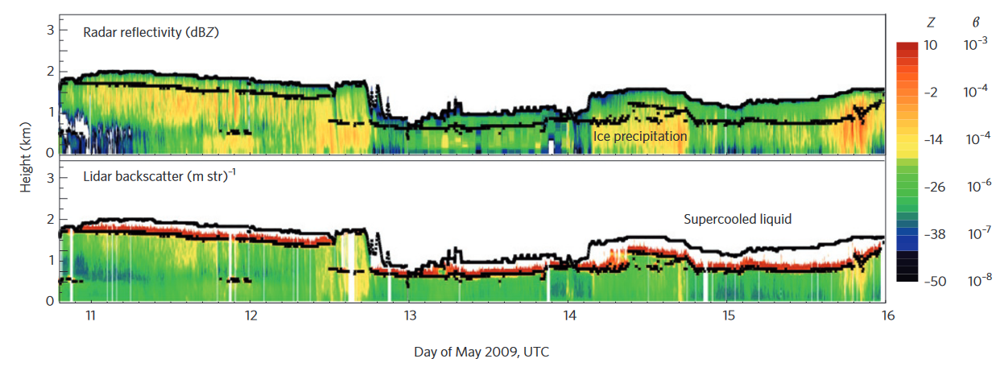 Radar reflectivity (dBZ)
3
2
1
0
Ice precipitation
Height (km)
Lidar backscatter (m str)⁻¹
3
2
1
0
Supercooled liquid
11 12 13 14 15 16
Day of May 2009, UTC
Z β
10 10⁻³
–2 10⁻⁴
–14 10⁻⁴
–26 10⁻⁶
–38 10⁻⁷
–50 10⁻⁸